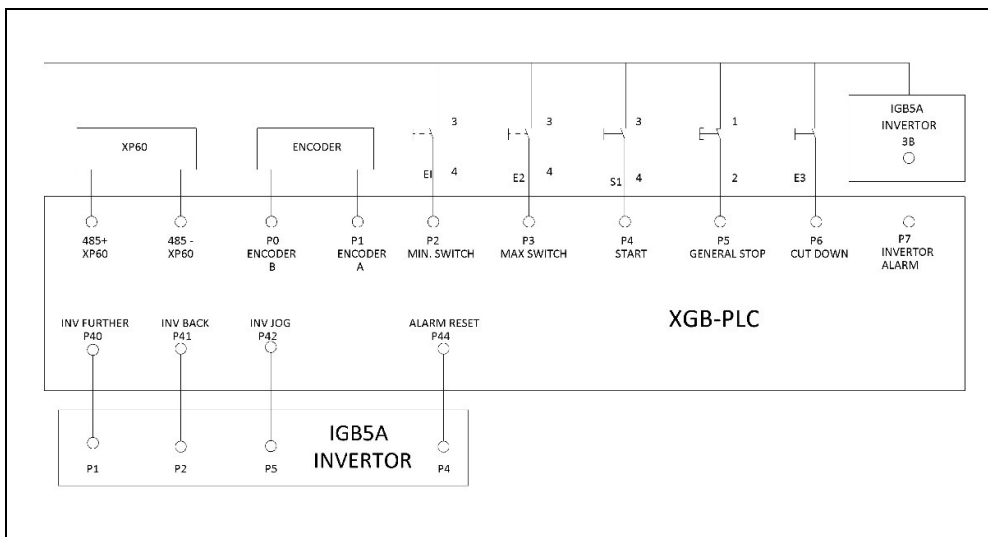 IGB5A
INVERTOR
3B
XP60
ENCODER
3
3
3
1
E1
4
E2
4
S1
4
2
E3
485+
XP60
485 -
XP60
P0
ENCODER
B
P1
ENCODER
A
P2
MIN. SWITCH
P3
MAX SWITCH
P4
START
P5
GENERAL STOP
P6
CUT DOWN
P7
INVERTOR
ALARM
INV FURTHER
P40
INV BACK
P41
INV JOG
P42
ALARM RESET
P44
XGB-PLC
IGB5A
INVERTOR
P1
P2
P5
P4